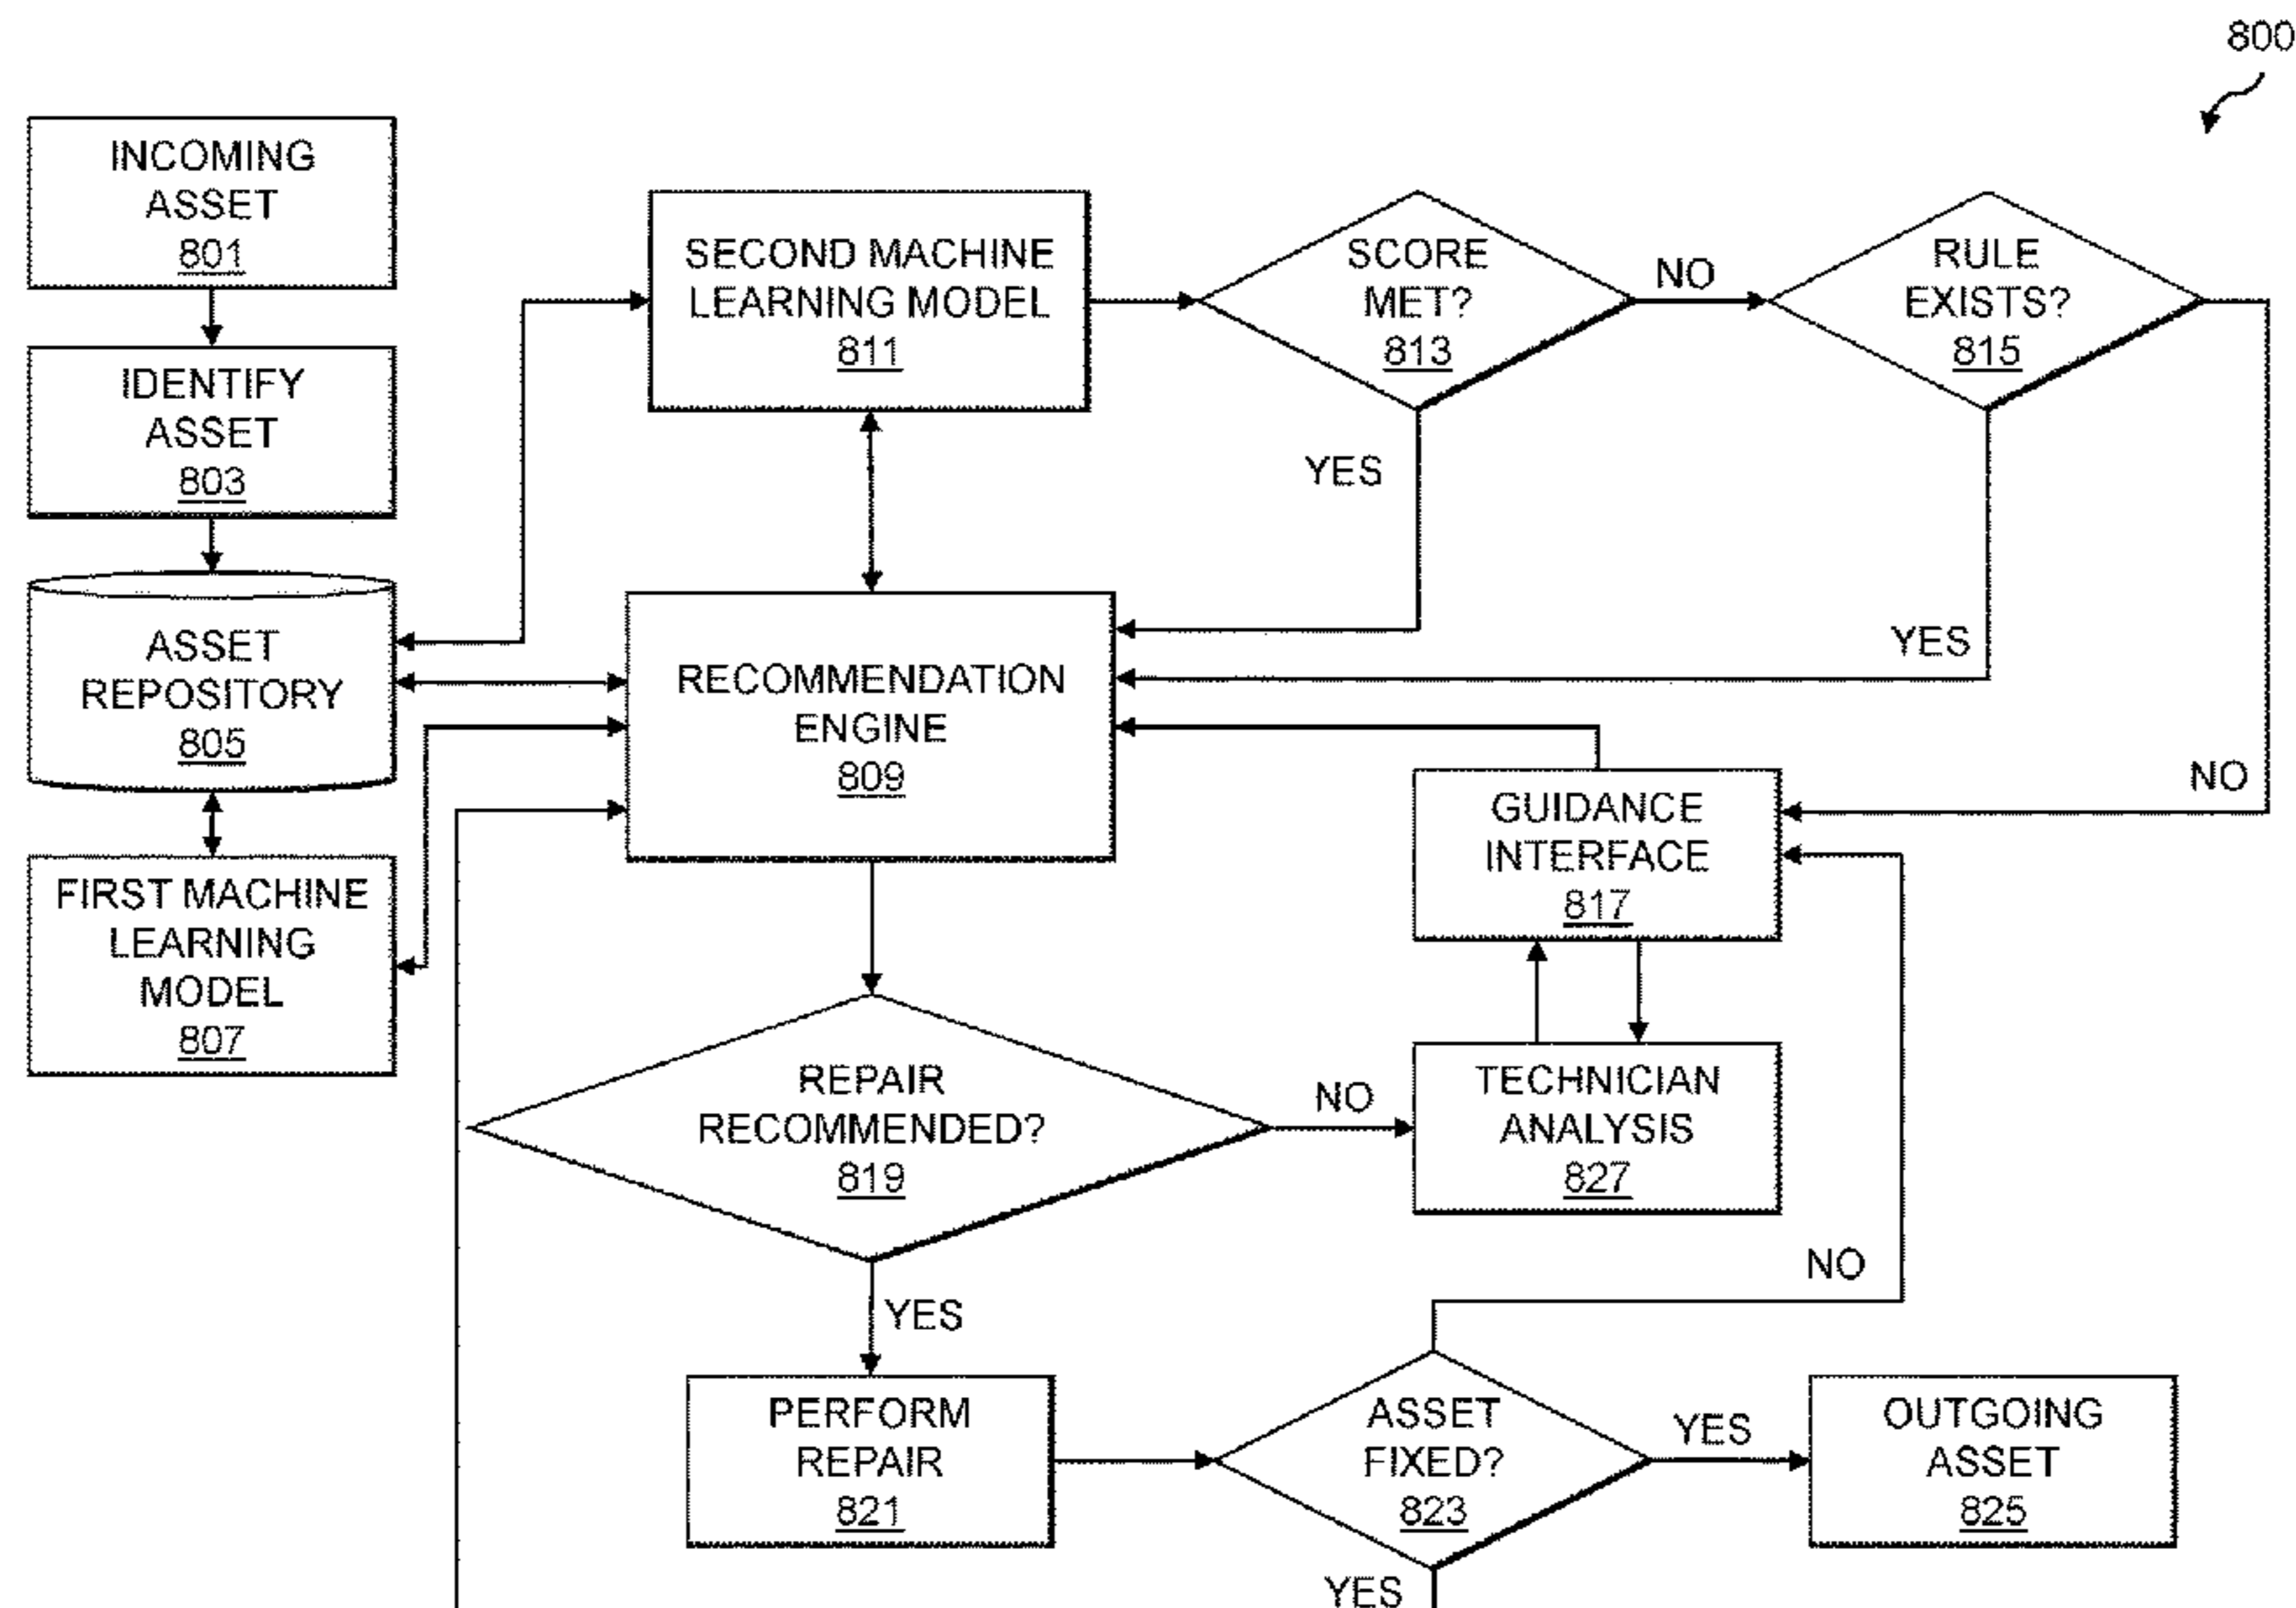 800
INCOMING
ASSET
801
IDENTIFY
ASSET
803
ASSET
REPOSITORY
805
FIRST MACHINE
LEARNING
MODEL
807
SECOND MACHINE
LEARNING MODEL
811
SCORE
MET?
813
NO
RULE
EXISTS?
815
YES
YES
NO
RECOMMENDATION
ENGINE
809
GUIDANCE
INTERFACE
817
REPAIR
RECOMMENDED?
819
NO
TECHNICIAN
ANALYSIS
827
YES
NO
PERFORM
REPAIR
821
ASSET
FIXED?
823
YES
OUTGOING
ASSET
825
YES